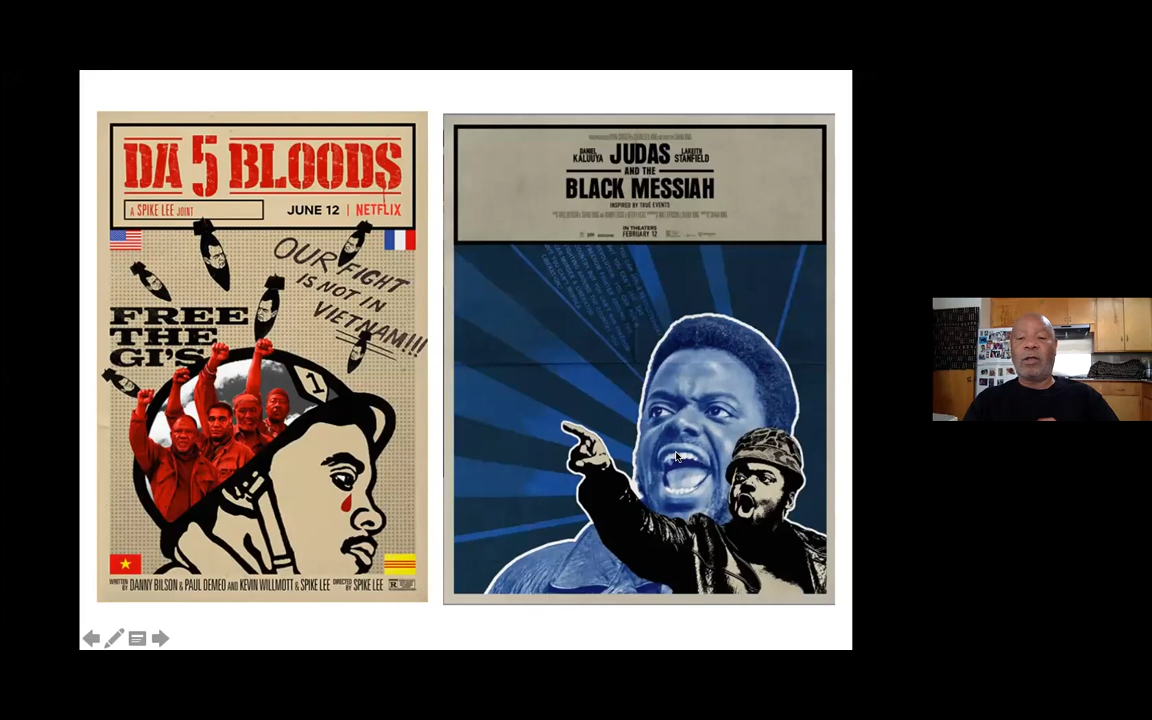 DA 5 BLOODS
A SPIKE LEE JOINT
JUNE 12 | NETFLIX
OUR FIGHT
IS NOT IN
VIETNAM!!!
FREE
THE
GI'S
1
WRITTEN BY DANNY BILSON & PAUL DEMEO AND KEVIN WILLMOTT & SPIKE LEE DIRECTED BY SPIKE LEE R
DANIEL KALUUYA JUDAS LAKEITH STANFIELD
AND THE
BLACK MESSIAH
INSPIRED BY TRUE EVENTS
IN THEATERS
FEBRUARY 12